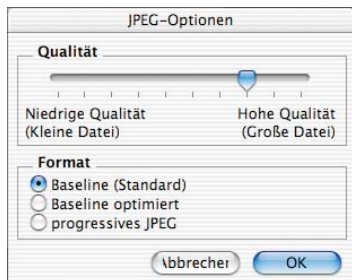 JPEG-Optionen
Qualität
Niedrige Qualität Hohe Qualität
(Kleine Datei) (Große Datei)
Format
Baseline (Standard)
Baseline optimiert
progressives JPEG
\bbrecher OK